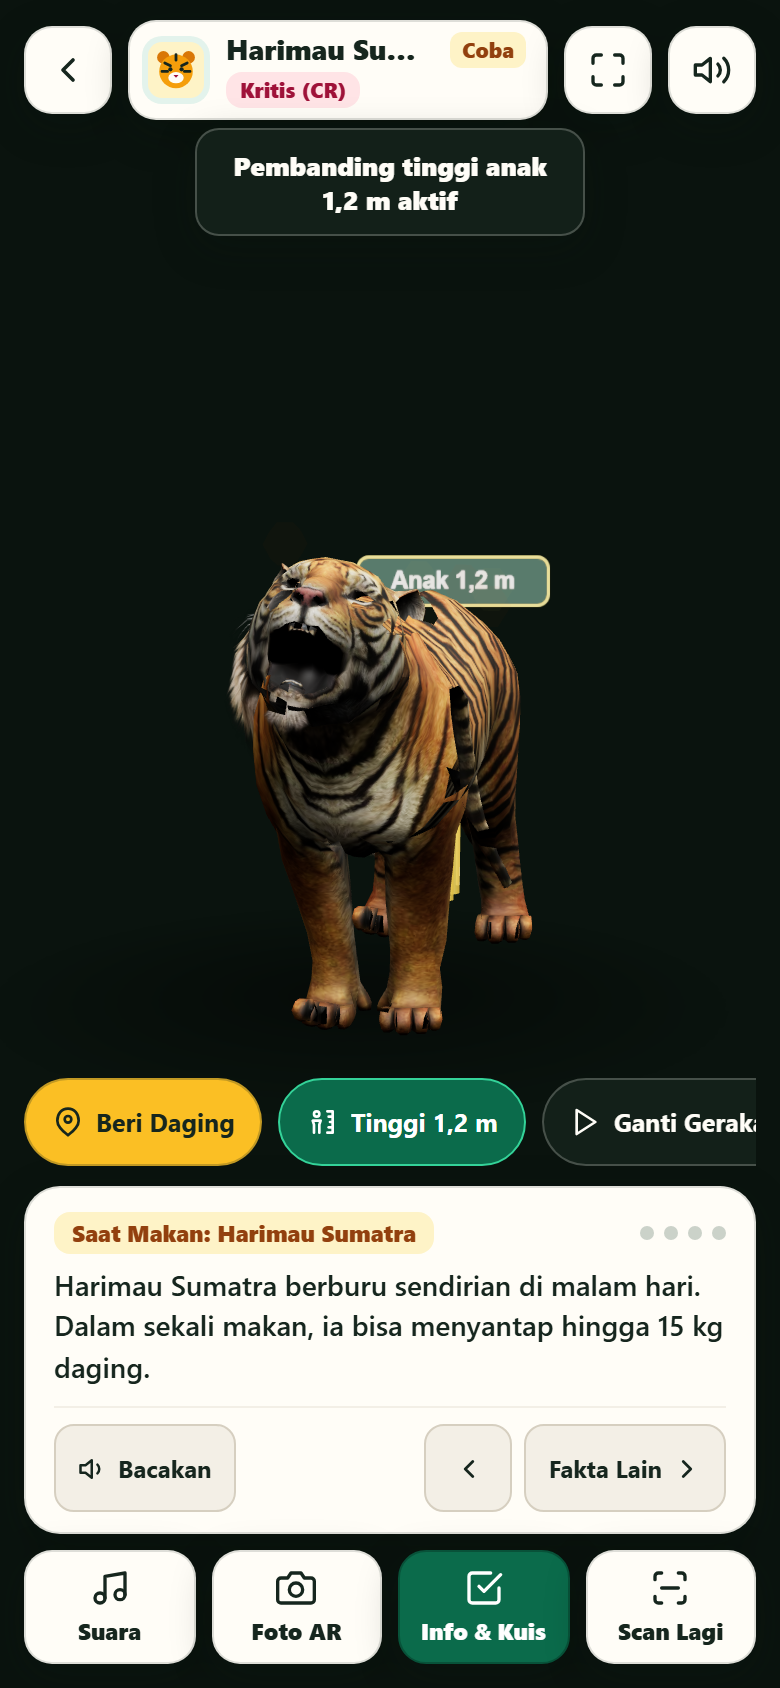 Harimau Su...
Coba
Kritis (CR)
Pembanding tinggi anak
1,2 m aktif
Anak 1,2 m
Beri Daging
Tinggi 1,2 m
Ganti Geraka
Saat Makan: Harimau Sumatra
Harimau Sumatra berburu sendirian di malam hari.
Dalam sekali makan, ia bisa menyantap hingga 15 kg
daging.
Bacakan
Fakta Lain
Suara
Foto AR
Info & Kuis
Scan Lagi